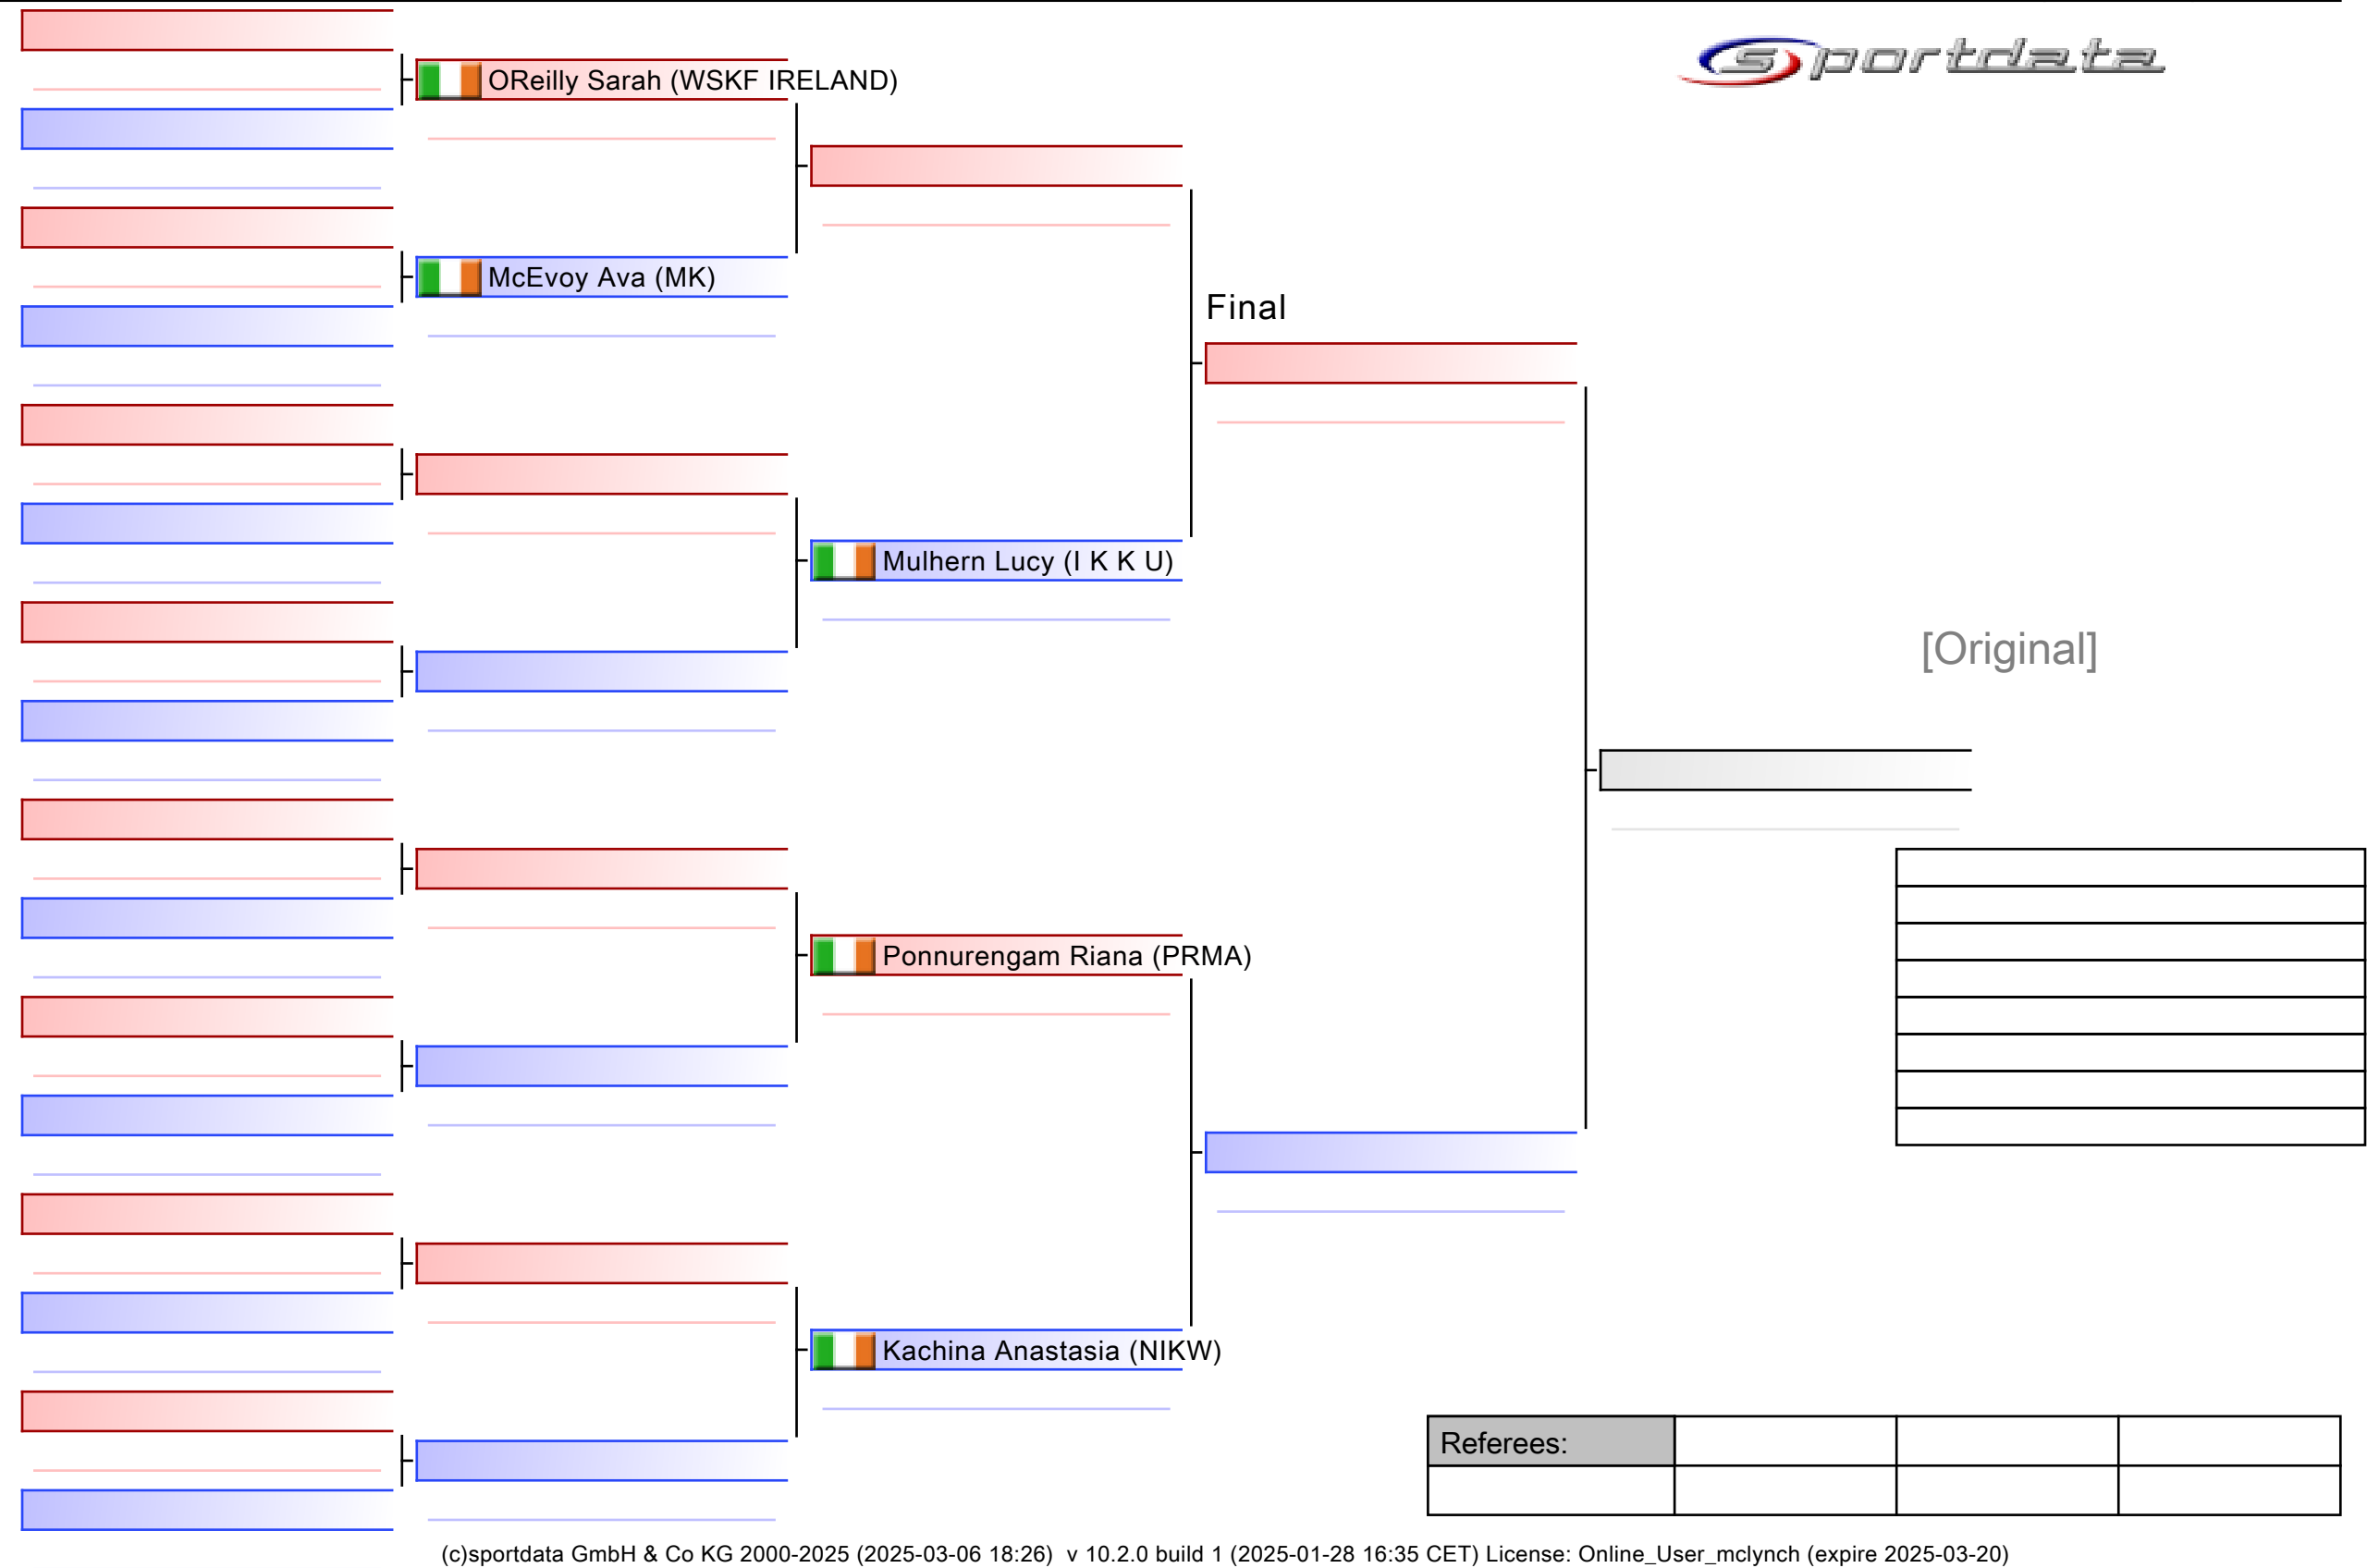 sportdata
OReilly Sarah (WSKF IRELAND)
McEvoy Ava (MK)
Final
Mulhern Lucy (I K K U)
[Original]
Ponnurengam Riana (PRMA)
Kachina Anastasia (NIKW)
Referees:
(c)sportdata GmbH & Co KG 2000-2025 (2025-03-06 18:26) v 10.2.0 build 1 (2025-01-28 16:35 CET) License: Online_User_mclynch (expire 2025-03-20)